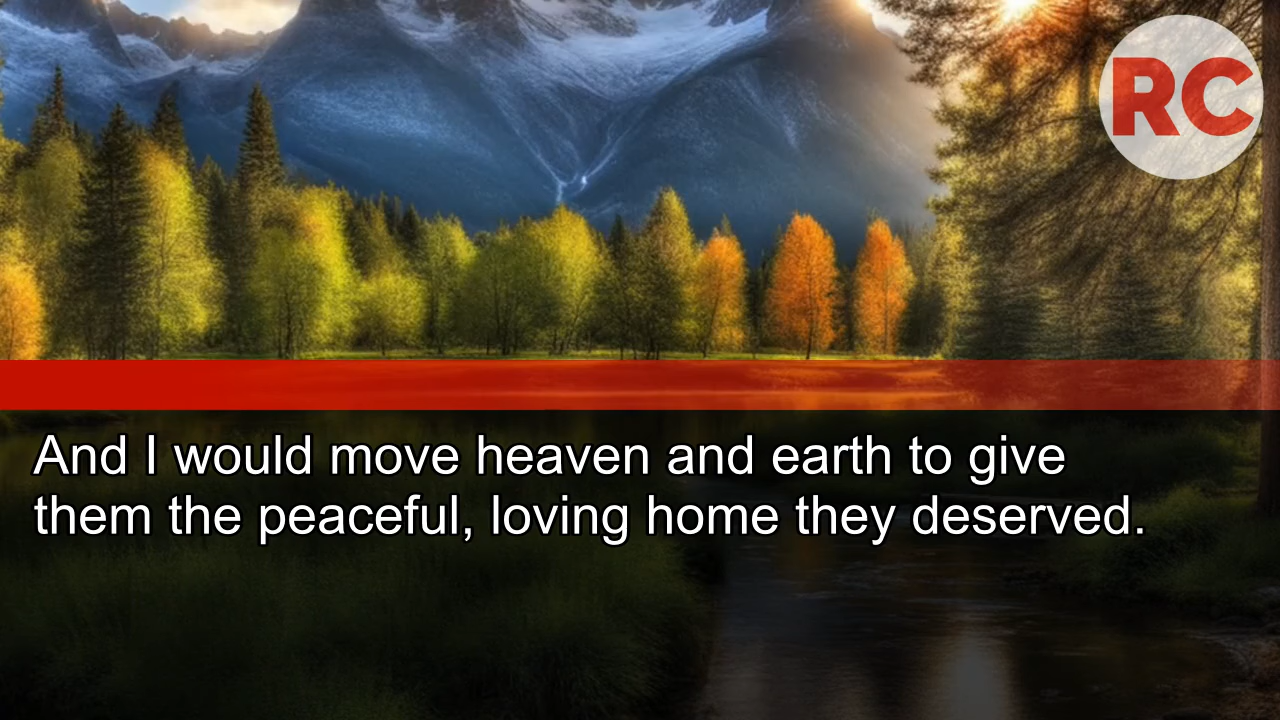 RC
And I would move heaven and earth to give
them the peaceful, loving home they deserved.